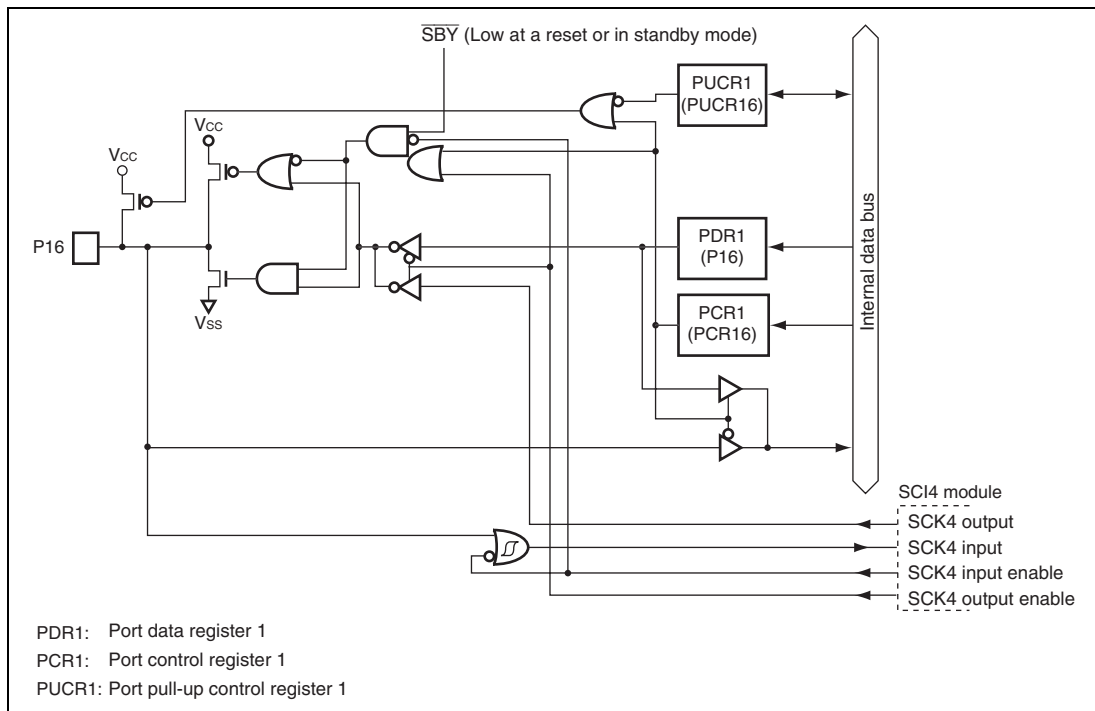 SBY (Low at a reset or in standby mode)
PUCR1
(PUCR16)
VCC
VCC
P16
VSS
PDR1
(P16)
PCR1
(PCR16)
Internal data bus
SCI4 module
SCK4 output
SCK4 input
SCK4 input enable
SCK4 output enable
PDR1: Port data register 1
PCR1: Port control register 1
PUCR1: Port pull-up control register 1